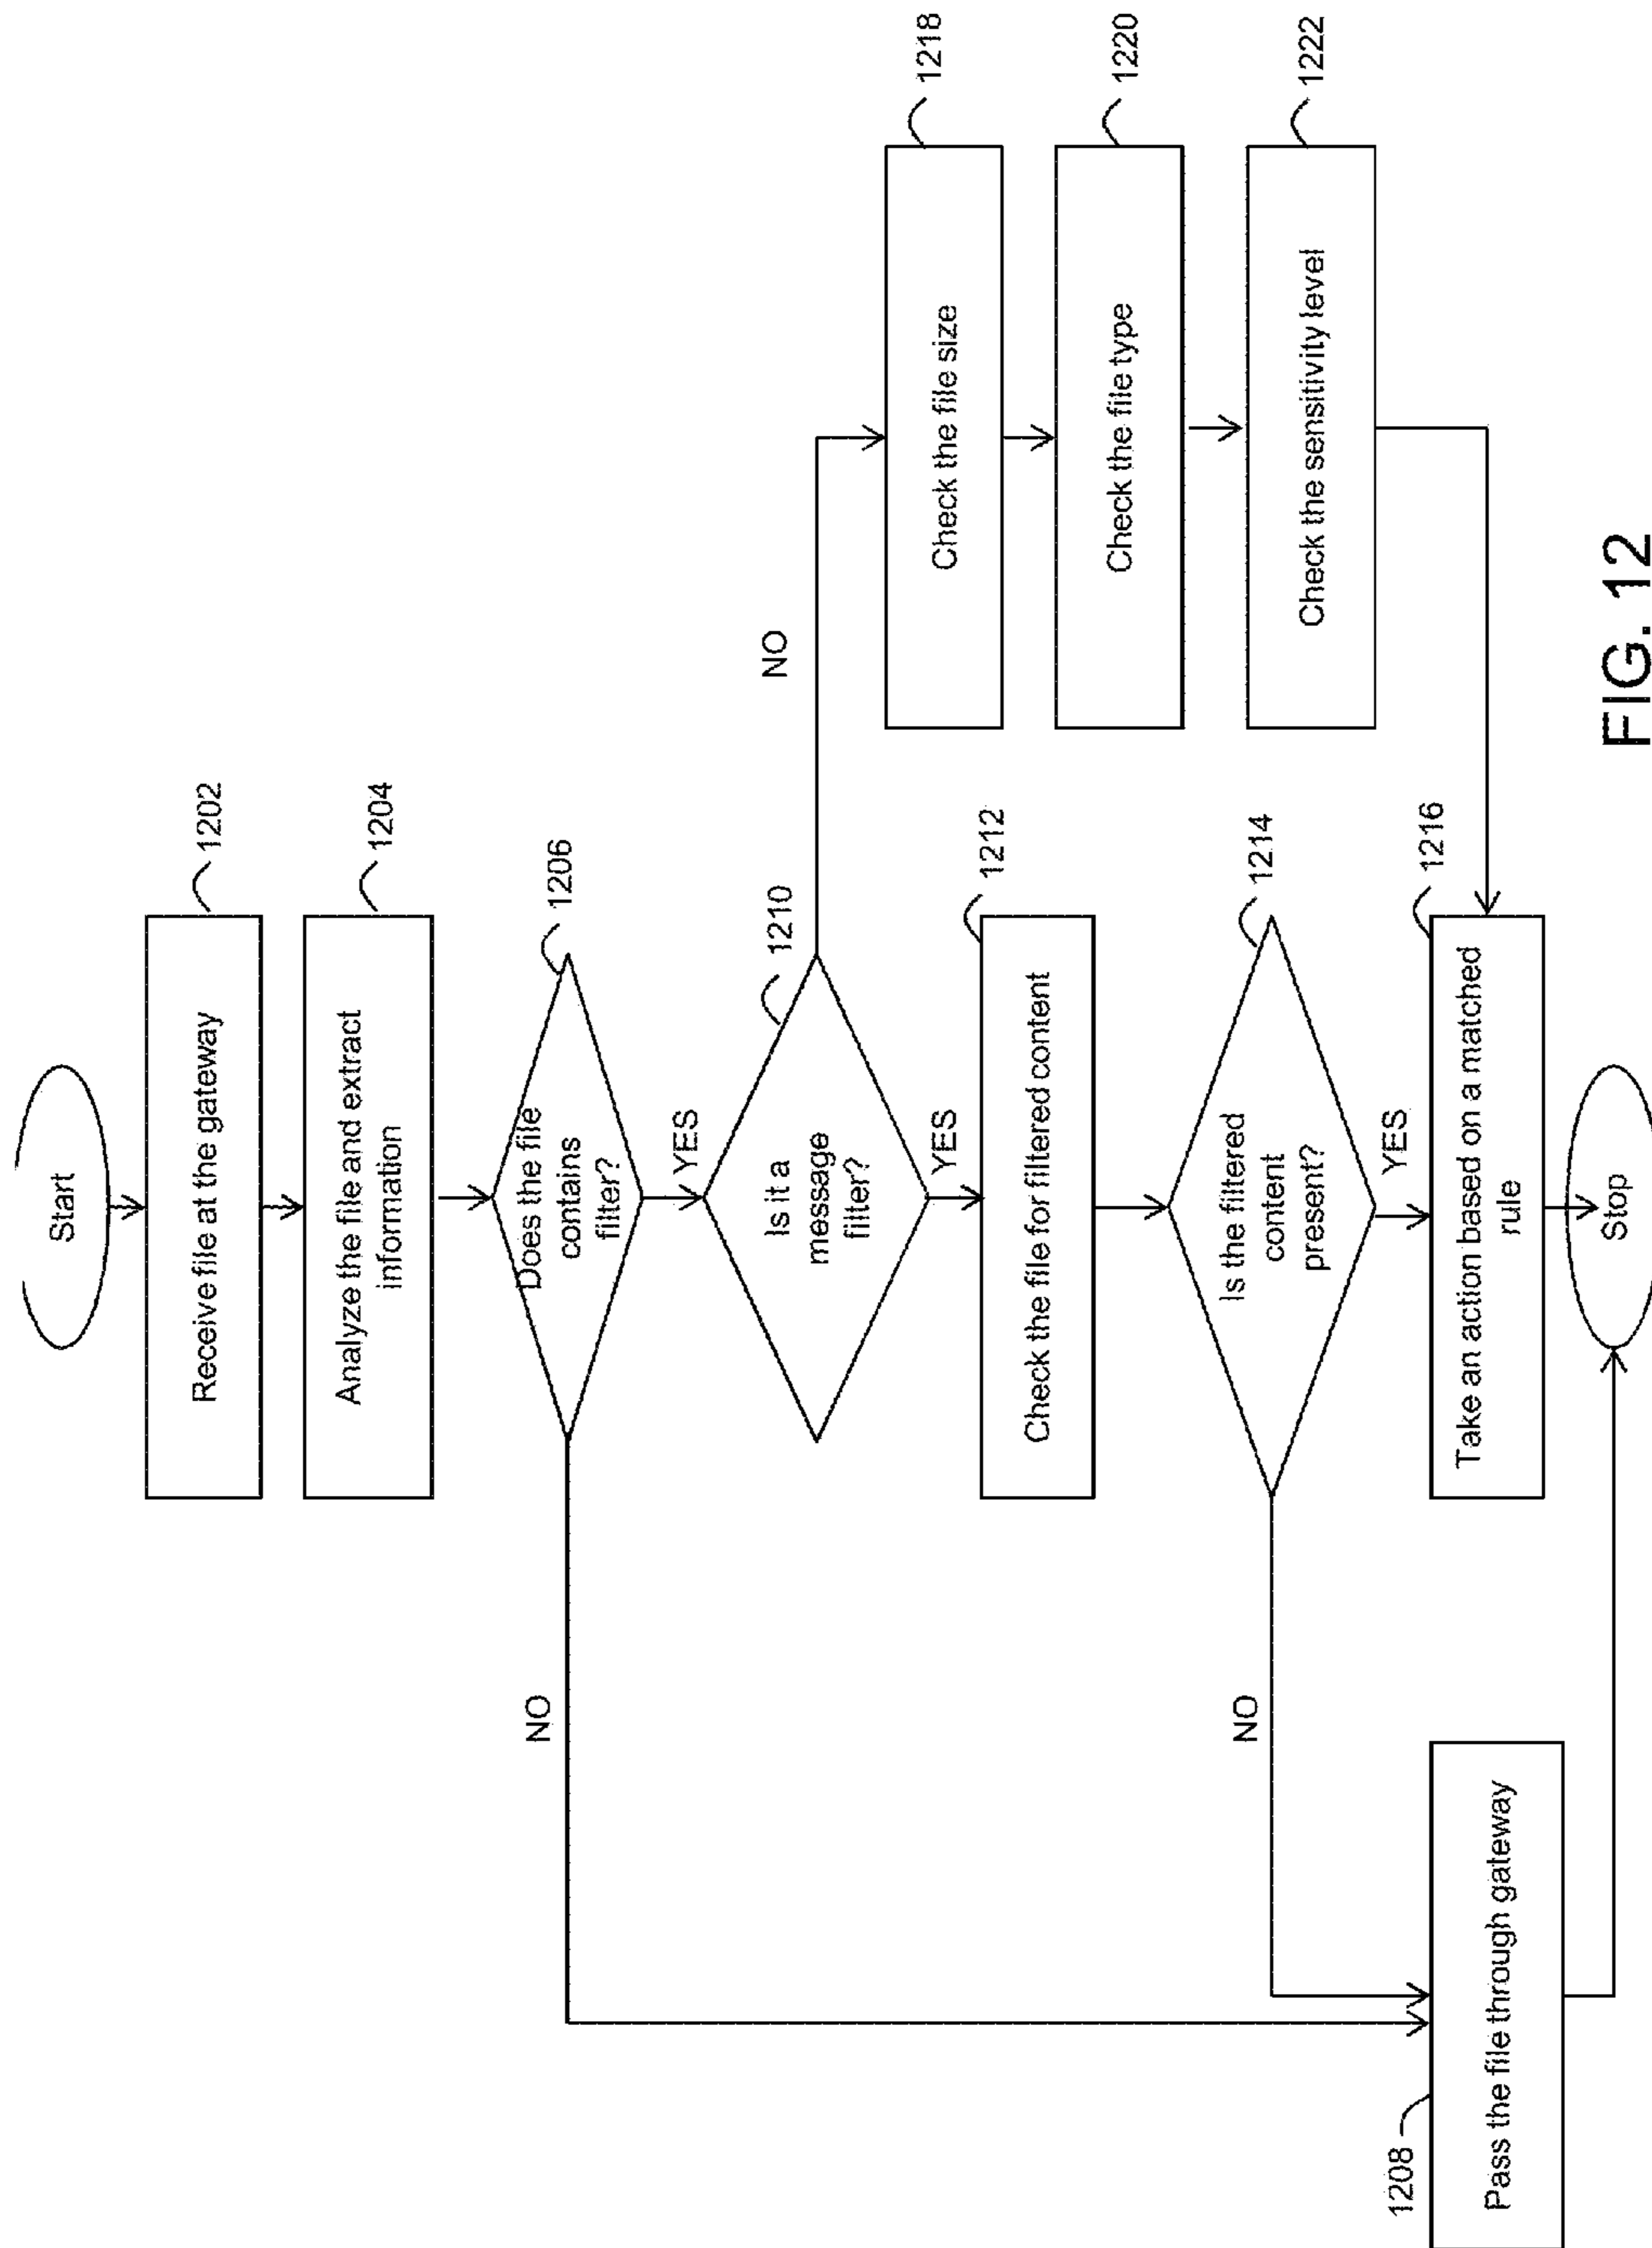 Start
Receive file at the gateway
1202
Analyze the file and extract
information
1204
Does the file
contains
filter?
1206
NO
YES
Is it a
message
filter?
1210
NO
YES
Check the file size
1218
Check the file type
1220
Check the sensitivity level
1222
Check the file for filtered content
1212
Is the filtered
content
present?
1214
NO
YES
1208
Pass the file through gateway
Take an action based on a matched
rule
1216
Stop
FIG. 12